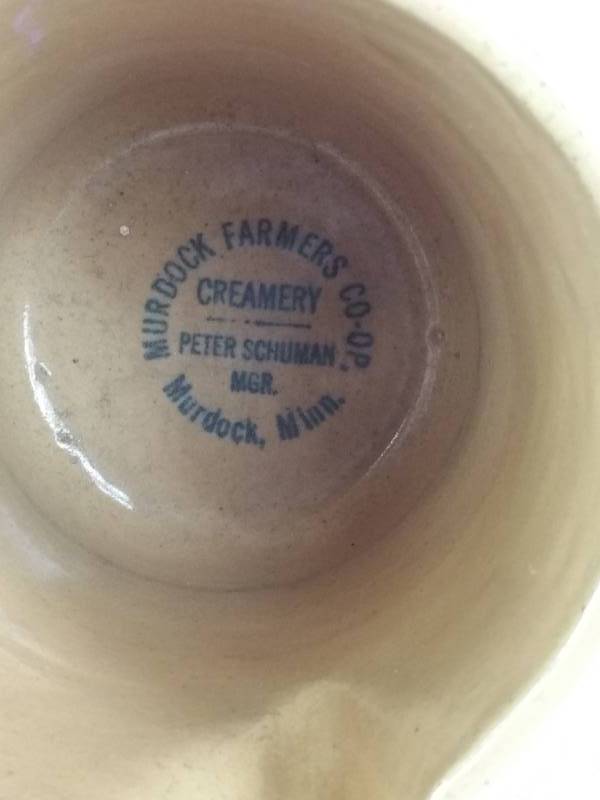 MURDOCK FARMERS CO-OP.
CREAMERY
PETER SCHUMAN
MGR.
Murdock, Minn.